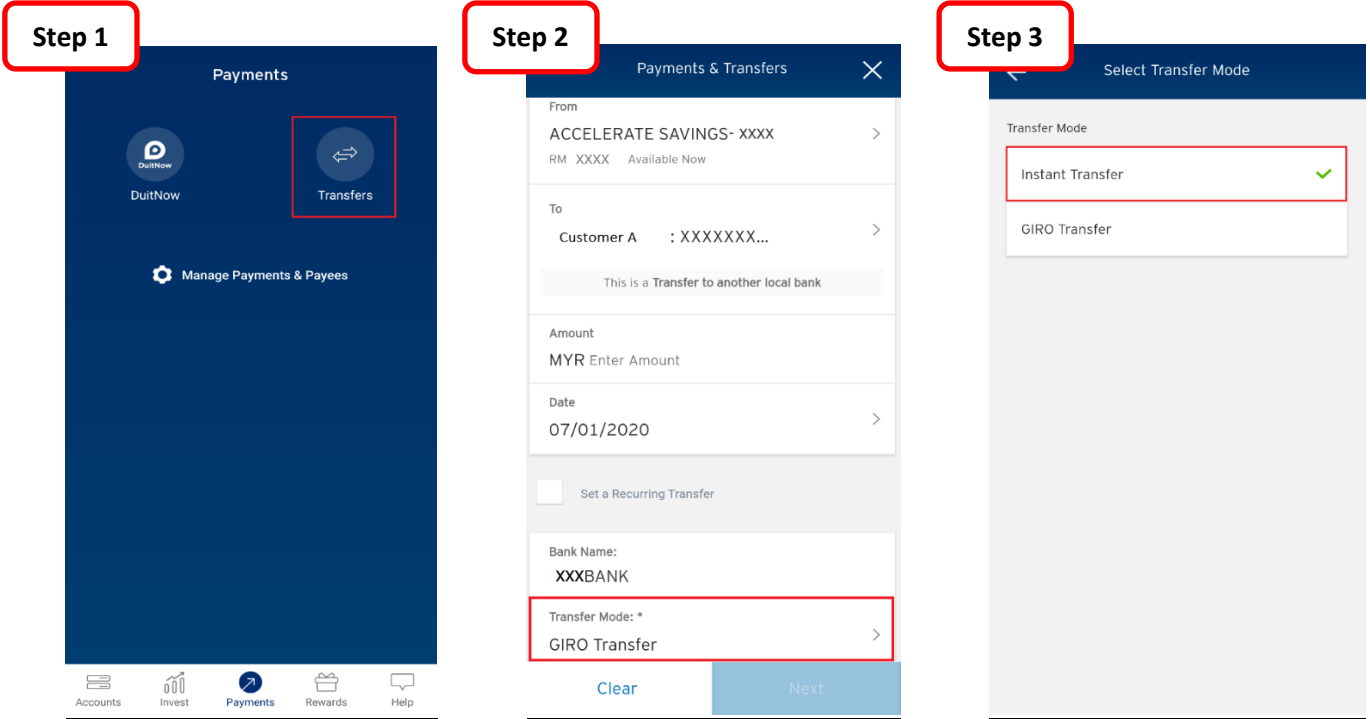 Step 1
Payments
DuitNow
DuitNow
Transfers
Manage Payments & Payees
Accounts
Invest
Payments
Rewards
Help
Step 2
Payments & Transfers
From
ACCELERATE SAVINGS- XXXX
RM XXXX Available Now
To
Customer A : XXXXXXX...
This is a Transfer to another local bank
Amount
MYR Enter Amount
Date
07/01/2020
Set a Recurring Transfer
Bank Name:
XXXBANK
Transfer Mode: *
GIRO Transfer
Clear
Next
Step 3
Select Transfer Mode
Transfer Mode
Instant Transfer
GIRO Transfer